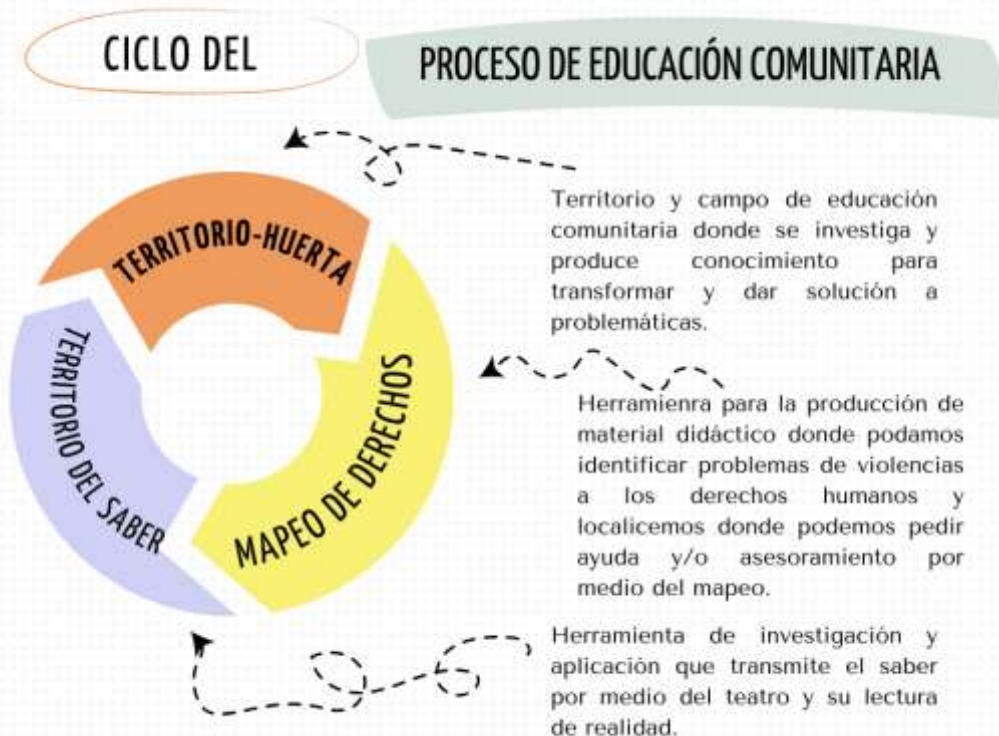 CICLO DEL
PROCESO DE EDUCACIÓN COMUNITARIA
TERRITORIO-HUERTA
Territorio y campo de educación
comunitaria donde se investiga y
produce conocimiento para
transformar y dar solución a
problemáticas.
MAPEO DE DERECHOS
Herramienra para la producción de
material didáctico donde podamos
identificar problemas de violencias
a los derechos humanos y
localicemos donde podemos pedir
ayuda y/o asesoramiento por
medio del mapeo.
TERRITORIO DEL SABER
Herramienta de investigación y
aplicación que transmite el saber
por medio del teatro y su lectura
de realidad.